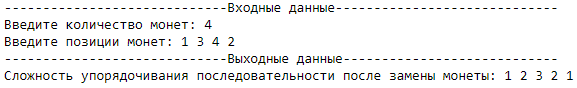 ----------------------------Входные данные----------------------------
Введите количество монет: 4
Введите позиции монет: 1 3 4 2
----------------------------Выходные данные---------------------------
Сложность упорядочивания последовательности после замены монеты: 1 2 3 2 1